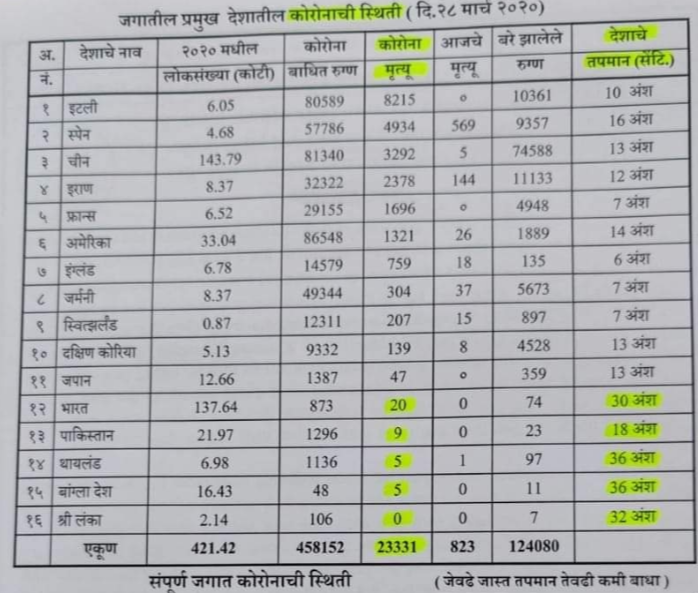 जगातील प्रमुख देशातील कोरोनाची स्थिती ( दि.२८ मार्च २०२०)
अ. नं. देशाचे नाव २०२० मधील लोकसंख्या (कोटी) कोरोना बाधित रुग्ण कोरोना मृत्यू आजचे मृत्यू बरे झालेले रुग्ण देशाचे तपमान (सेंटि.)
१ इटली 6.05 80589 8215 ० 10361 10 अंश
२ स्पेन 4.68 57786 4934 569 9357 16 अंश
३ चीन 143.79 81340 3292 5 74588 13 अंश
४ इराण 8.37 32322 2378 144 11133 12 अंश
५ फ्रान्स 6.52 29155 1696 ० 4948 7 अंश
६ अमेरिका 33.04 86548 1321 26 1889 14 अंश
७ इंग्लंड 6.78 14579 759 18 135 6 अंश
८ जर्मनी 8.37 49344 304 37 5673 7 अंश
९ स्वित्झर्लंड 0.87 12311 207 15 897 7 अंश
१० दक्षिण कोरिया 5.13 9332 139 8 4528 13 अंश
११ जपान 12.66 1387 47 ० 359 13 अंश
१२ भारत 137.64 873 20 0 74 30 अंश
१३ पाकिस्तान 21.97 1296 9 0 23 18 अंश
१४ थायलंड 6.98 1136 5 1 97 36 अंश
१५ बांग्ला देश 16.43 48 5 0 11 36 अंश
१६ श्री लंका 2.14 106 0 0 7 32 अंश
एकूण 421.42 458152 23331 823 124080
संपूर्ण जगात कोरोनाची स्थिती ( जेवढे जास्त तपमान तेवढी कमी बाधा )